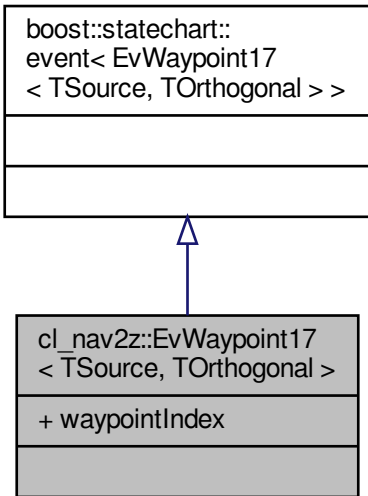 boost::statechart::
event< EvWaypoint17
< TSource, TOrthogonal > >
cl_nav2z::EvWaypoint17
< TSource, TOrthogonal >
+ waypointIndex